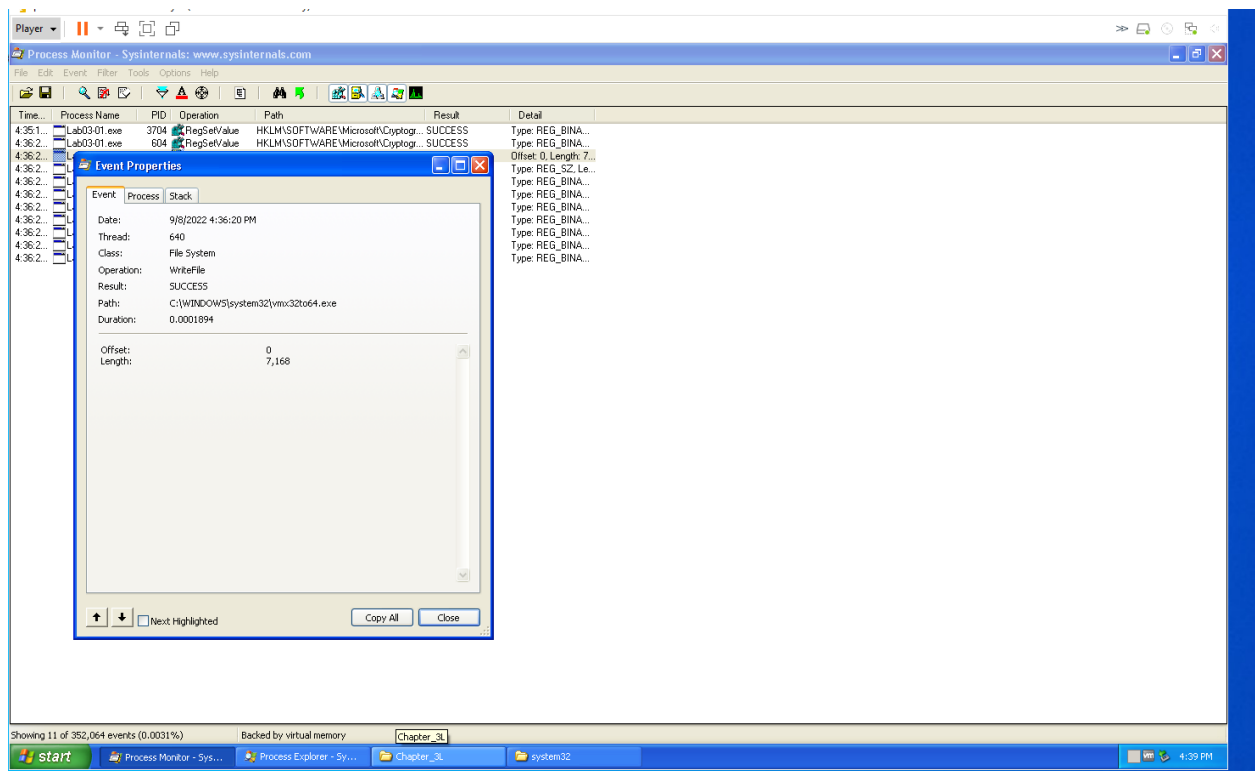 Player
Process Monitor - Sysinternals: www.sysinternals.com
File Edit Event Filter Tools Options Help
Time... Process Name PID Operation Path Result Detail
4:35:1... Lab03-01.exe 3704 RegSetValue HKLM\SOFTWARE\Microsoft\Cryptogr... SUCCESS Type: REG_BINA...
4:36:2... Lab03-01.exe 604 RegSetValue HKLM\SOFTWARE\Microsoft\Cryptogr... SUCCESS Type: REG_BINA...
4:36:2... Offset: 0, Length: 7...
4:36:2... Type: REG_SZ, Le...
4:36:2... Type: REG_BINA...
4:36:2... Type: REG_BINA...
4:36:2... Type: REG_BINA...
4:36:2... Type: REG_BINA...
4:36:2... Type: REG_BINA...
4:36:2... Type: REG_BINA...
4:36:2... Type: REG_BINA...
Event Properties
Event Process Stack
Date: 9/8/2022 4:36:20 PM
Thread: 640
Class: File System
Operation: WriteFile
Result: SUCCESS
Path: C:\WINDOWS\system32\vmx32to64.exe
Duration: 0.0001894
Offset: 0
Length: 7,168
Next Highlighted Copy All Close
Showing 11 of 352,064 events (0.0031%) Backed by virtual memory
Chapter_3L
start Process Monitor - Sys... Process Explorer - Sy... Chapter_3L system32 4:39 PM